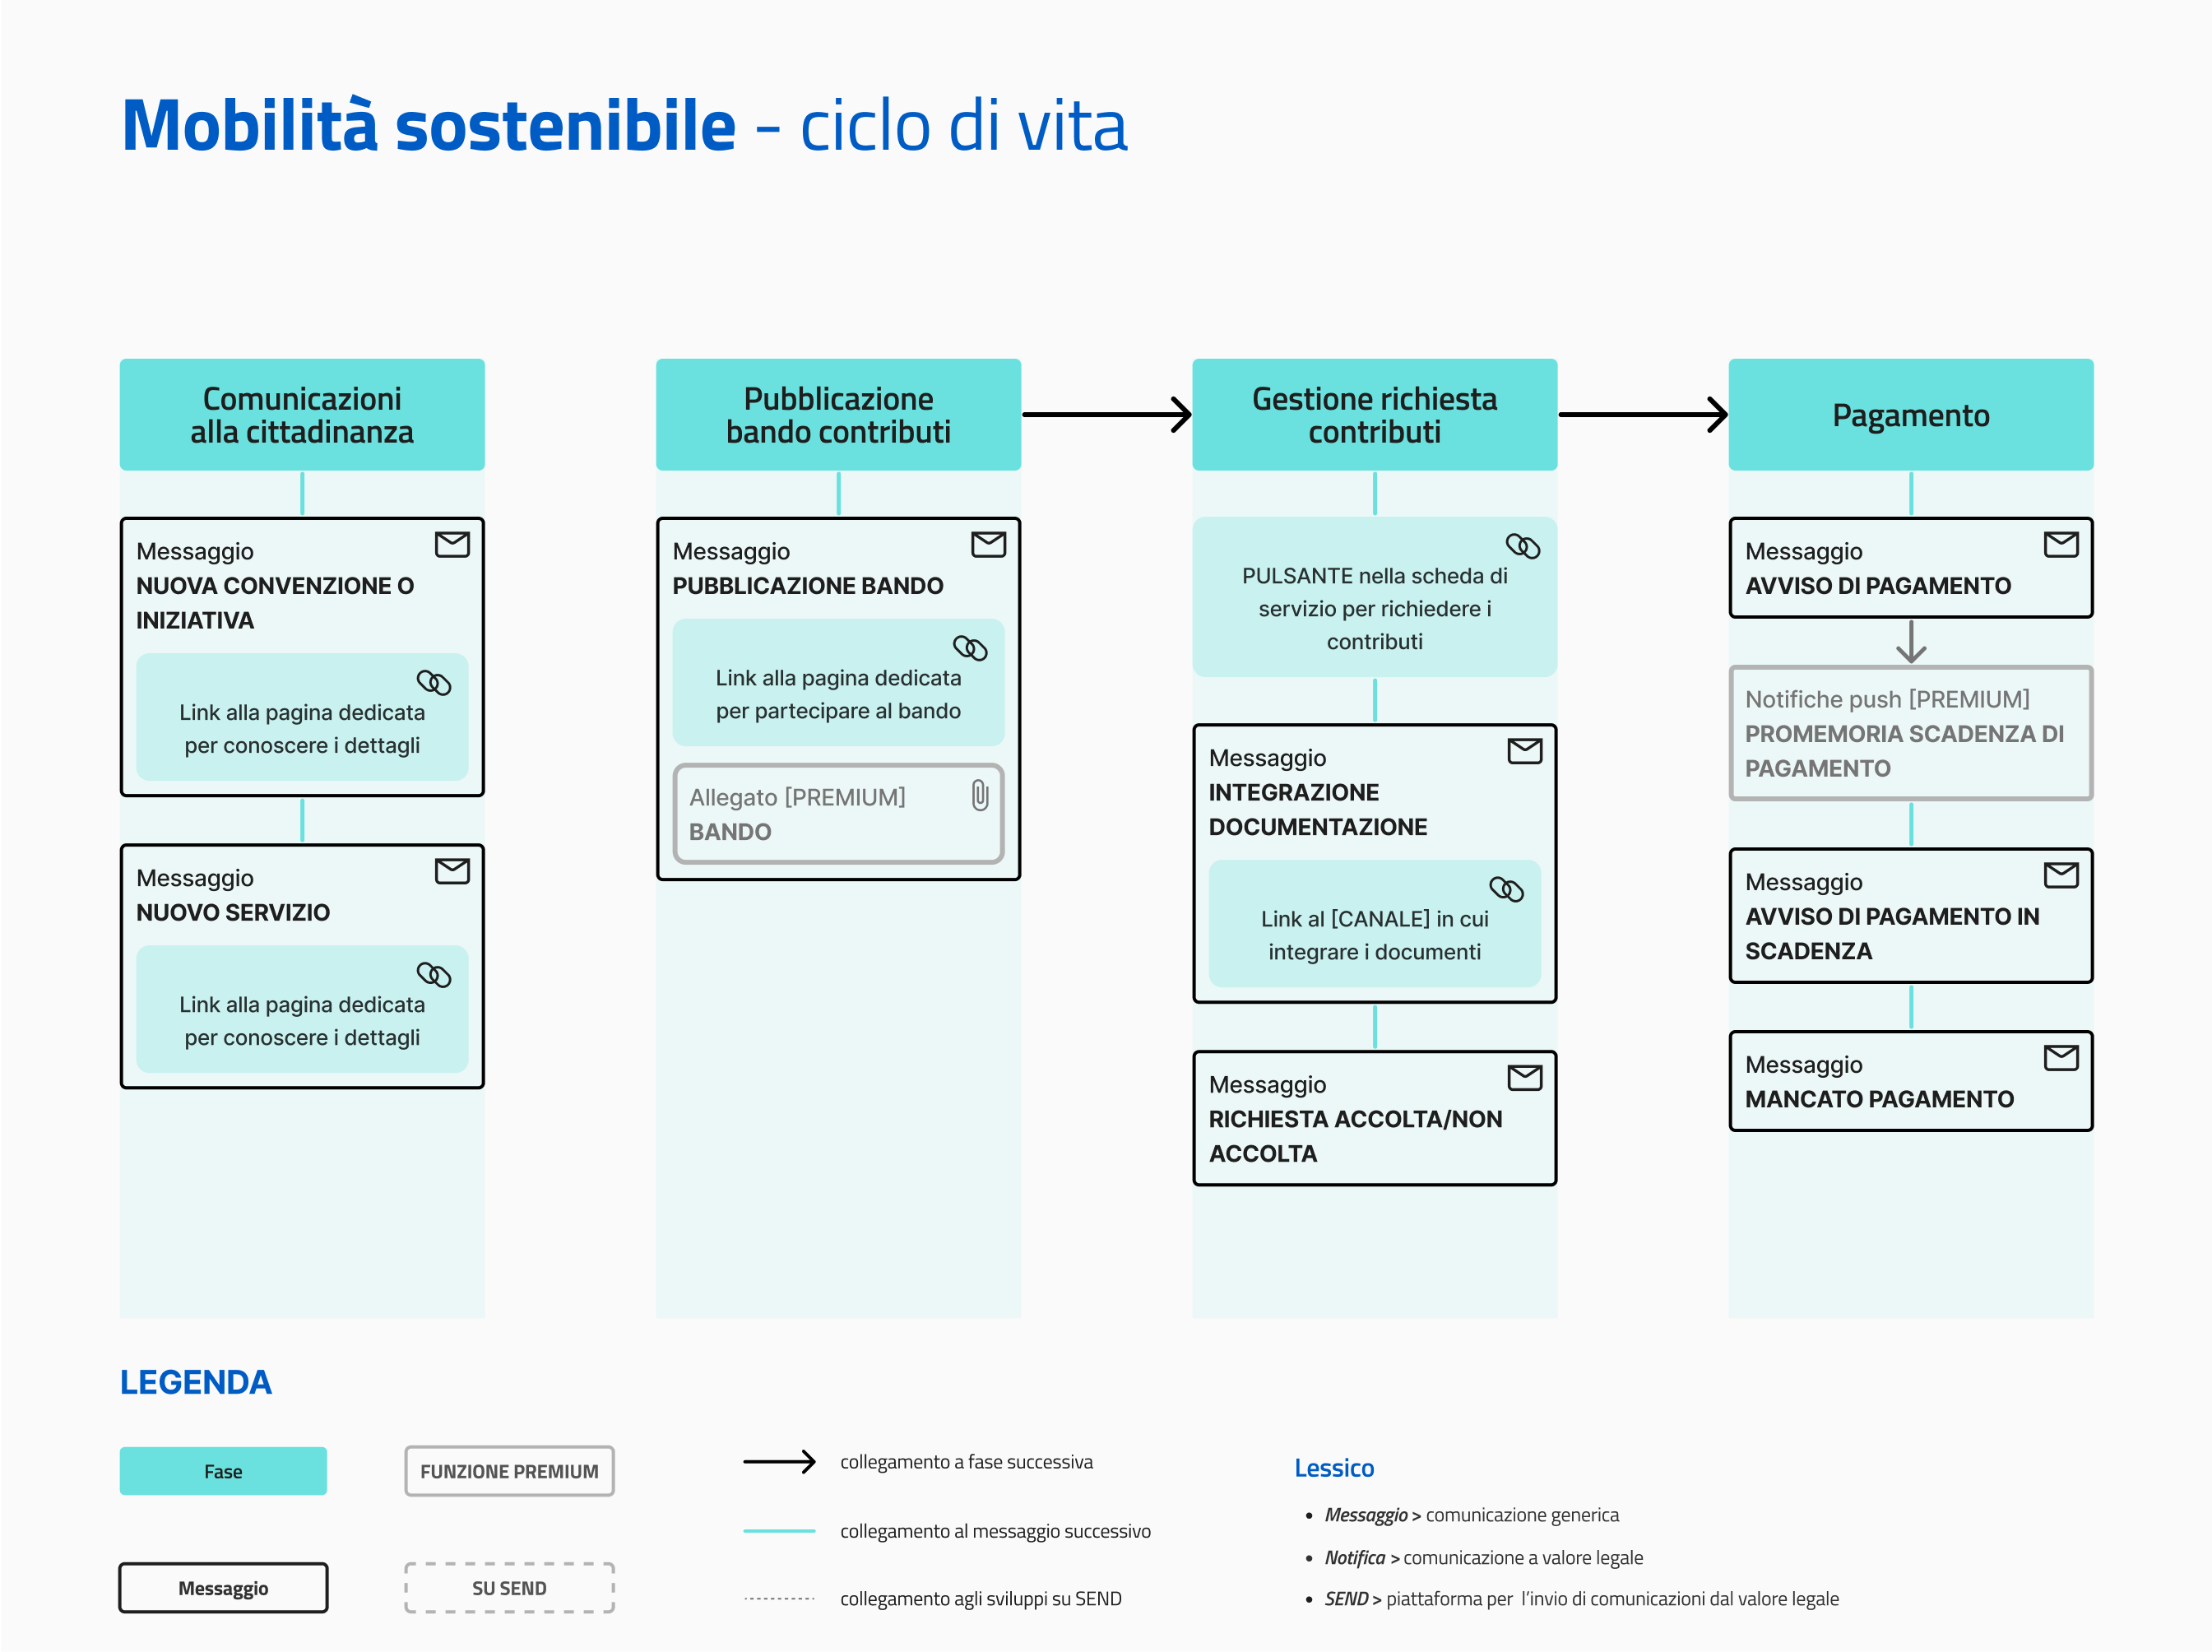 Mobilità sostenibile - ciclo di vita
Comunicazioni
alla cittadinanza
Messaggio
NUOVA CONVENZIONE O
INIZIATIVA
Link alla pagina dedicata
per conoscere i dettagli
Messaggio
NUOVO SERVIZIO
Link alla pagina dedicata
per conoscere i dettagli
Pubblicazione
bando contributi
Messaggio
PUBBLICAZIONE BANDO
Link alla pagina dedicata
per partecipare al bando
Allegato [PREMIUM]
BANDO
Gestione richiesta
contributi
PULSANTE nella scheda di
servizio per richiedere i
contributi
Messaggio
INTEGRAZIONE
DOCUMENTAZIONE
Link al [CANALE] in cui
integrare i documenti
Messaggio
RICHIESTA ACCOLTA/NON
ACCOLTA
Pagamento
Messaggio
AVVISO DI PAGAMENTO
Notifiche push [PREMIUM]
PROMEMORIA SCADENZA DI
PAGAMENTO
Messaggio
AVVISO DI PAGAMENTO IN
SCADENZA
Messaggio
MANCATO PAGAMENTO
LEGENDA
Fase
FUNZIONE PREMIUM
Messaggio
SU SEND
collegamento a fase successiva
collegamento al messaggio successivo
collegamento agli sviluppi su SEND
Lessico
• Messaggio > comunicazione generica
• Notifica > comunicazione a valore legale
• SEND > piattaforma per l'invio di comunicazioni dal valore legale